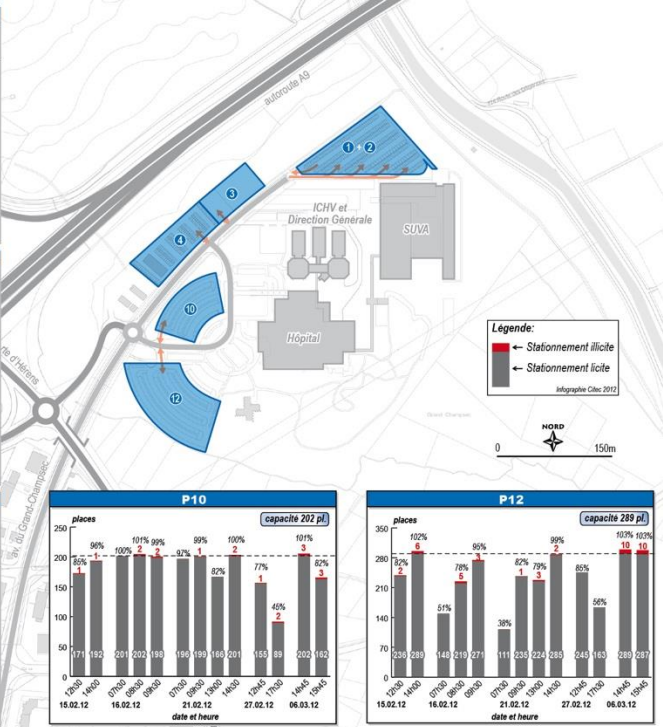 autoroute A9
1 + 2
3
ICHV et
Direction Générale
SUVA
4
10
Hôpital
rte d'Hérens
12
av. du Grand-Champsec
Légende:
← Stationnement illicite
← Stationnement licite
Infographie Citec 2012
NORD
0 150m
P10
places
capacité 202 pl.
250
200
150
100
50
0
85% 96% 100% 101% 99% 97% 99% 82% 100% 77% 45% 101% 82%
1 1 2 2 1 2 1 2 3 3
171 192 201 202 198 196 199 166 201 155 89 202 162
12h30 14h00 07h30 08h30 09h30 07h30 09h30 13h00 14h30 12h45 17h30 14h45 15h45
15.02.12 16.02.12 21.02.12 27.02.12 06.03.12
date et heure
P12
places
capacité 289 pl.
350
280
210
140
70
0
82% 102% 51% 78% 95% 38% 82% 79% 99% 85% 56% 103% 103%
2 6 5 3 1 3 2 10 10
236 289 148 219 271 111 235 224 285 245 163 289 287
12h30 14h00 07h30 08h30 09h30 07h30 09h30 13h00 14h30 12h45 17h30 14h45 15h45
15.02.12 16.02.12 21.02.12 27.02.12 06.03.12
date et heure